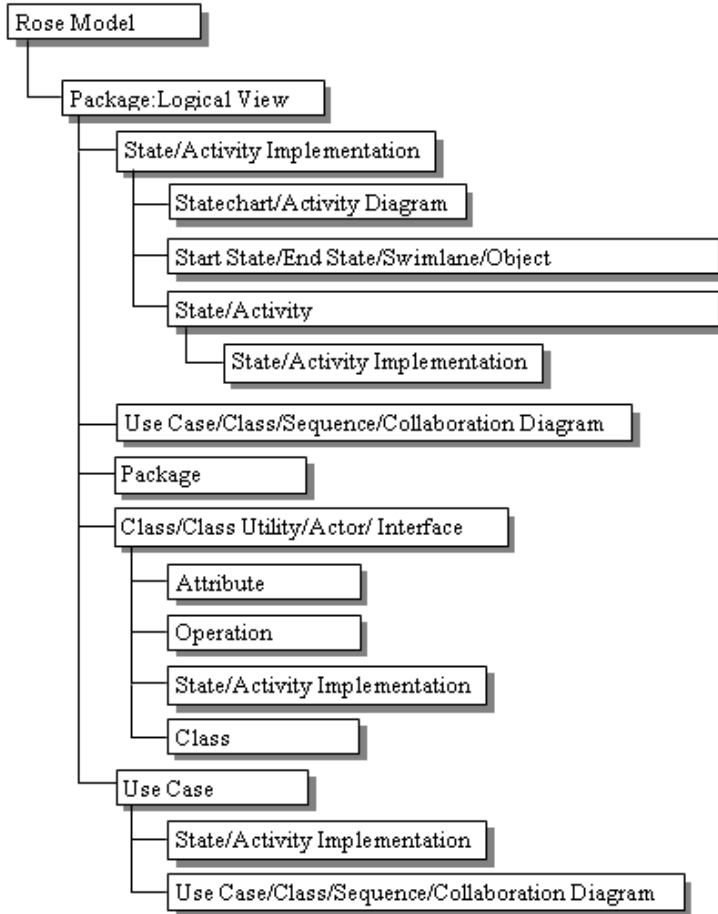 Rose Model
Package:Logical View
State/Activity Implementation
Statechart/Activity Diagram
Start State/End State/Swimlane/Object
State/Activity
State/Activity Implementation
Use Case/Class/Sequence/Collaboration Diagram
Package
Class/Class Utility/Actor/ Interface
Attribute
Operation
State/Activity Implementation
Class
Use Case
State/Activity Implementation
Use Case/Class/Sequence/Collaboration Diagram